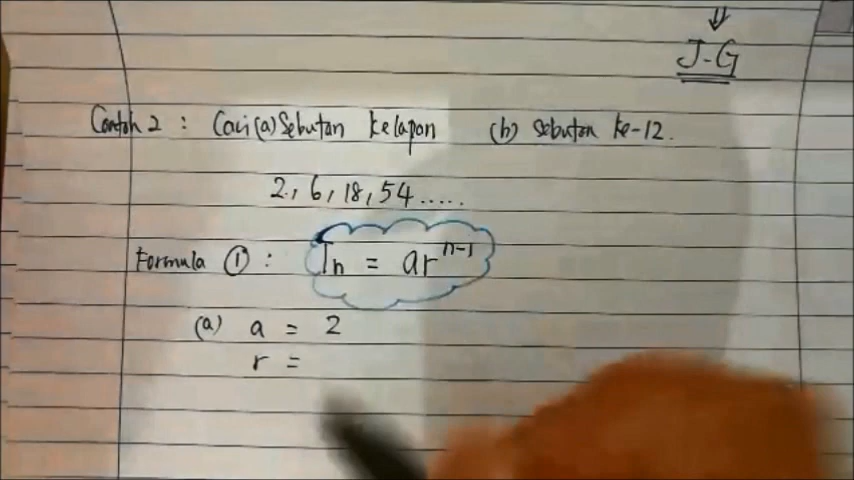 J-G
Contoh 2 : Cari (a) Sebutan kelapan (b) Sebutan ke-12.
2, 6, 18, 54 .....
Formula ① : Tn = ar^n-1
(a) a = 2
r =